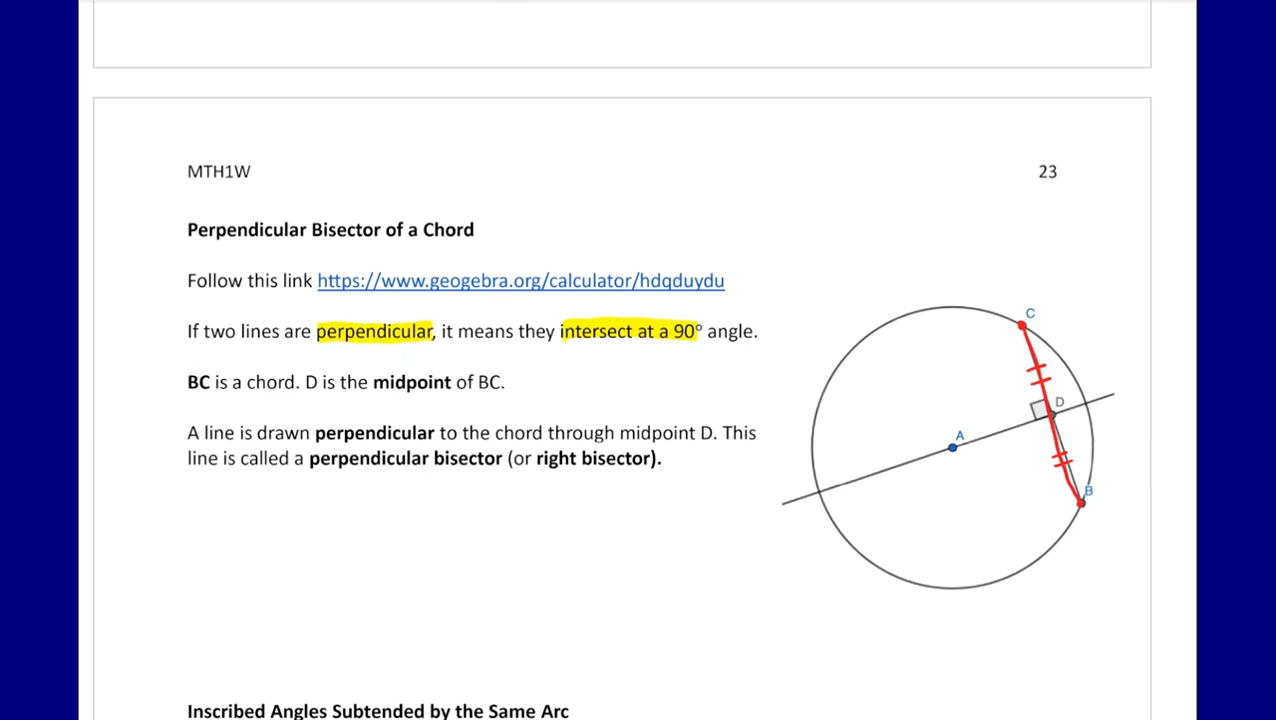 MTH1W 23
Perpendicular Bisector of a Chord
Follow this link https://www.geogebra.org/calculator/hdqduydu
If two lines are perpendicular, it means they intersect at a 90° angle.
BC is a chord. D is the midpoint of BC.
A line is drawn perpendicular to the chord through midpoint D. This
line is called a perpendicular bisector (or right bisector).
C
D
A
B
Inscribed Angles Subtended by the Same Arc